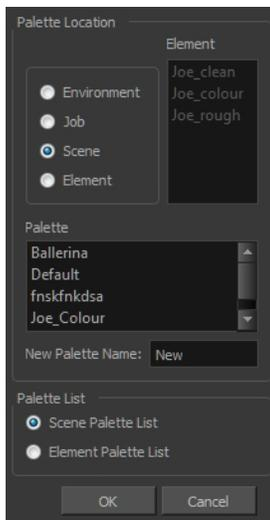 Palette Location
Element
Environment
Job
Scene
Element
Joe_clean
Joe_colour
Joe_rough
Palette
Ballerina
Default
fnskfnkdsa
Joe_Colour
New Palette Name: New
Palette List
Scene Palette List
Element Palette List
OK Cancel